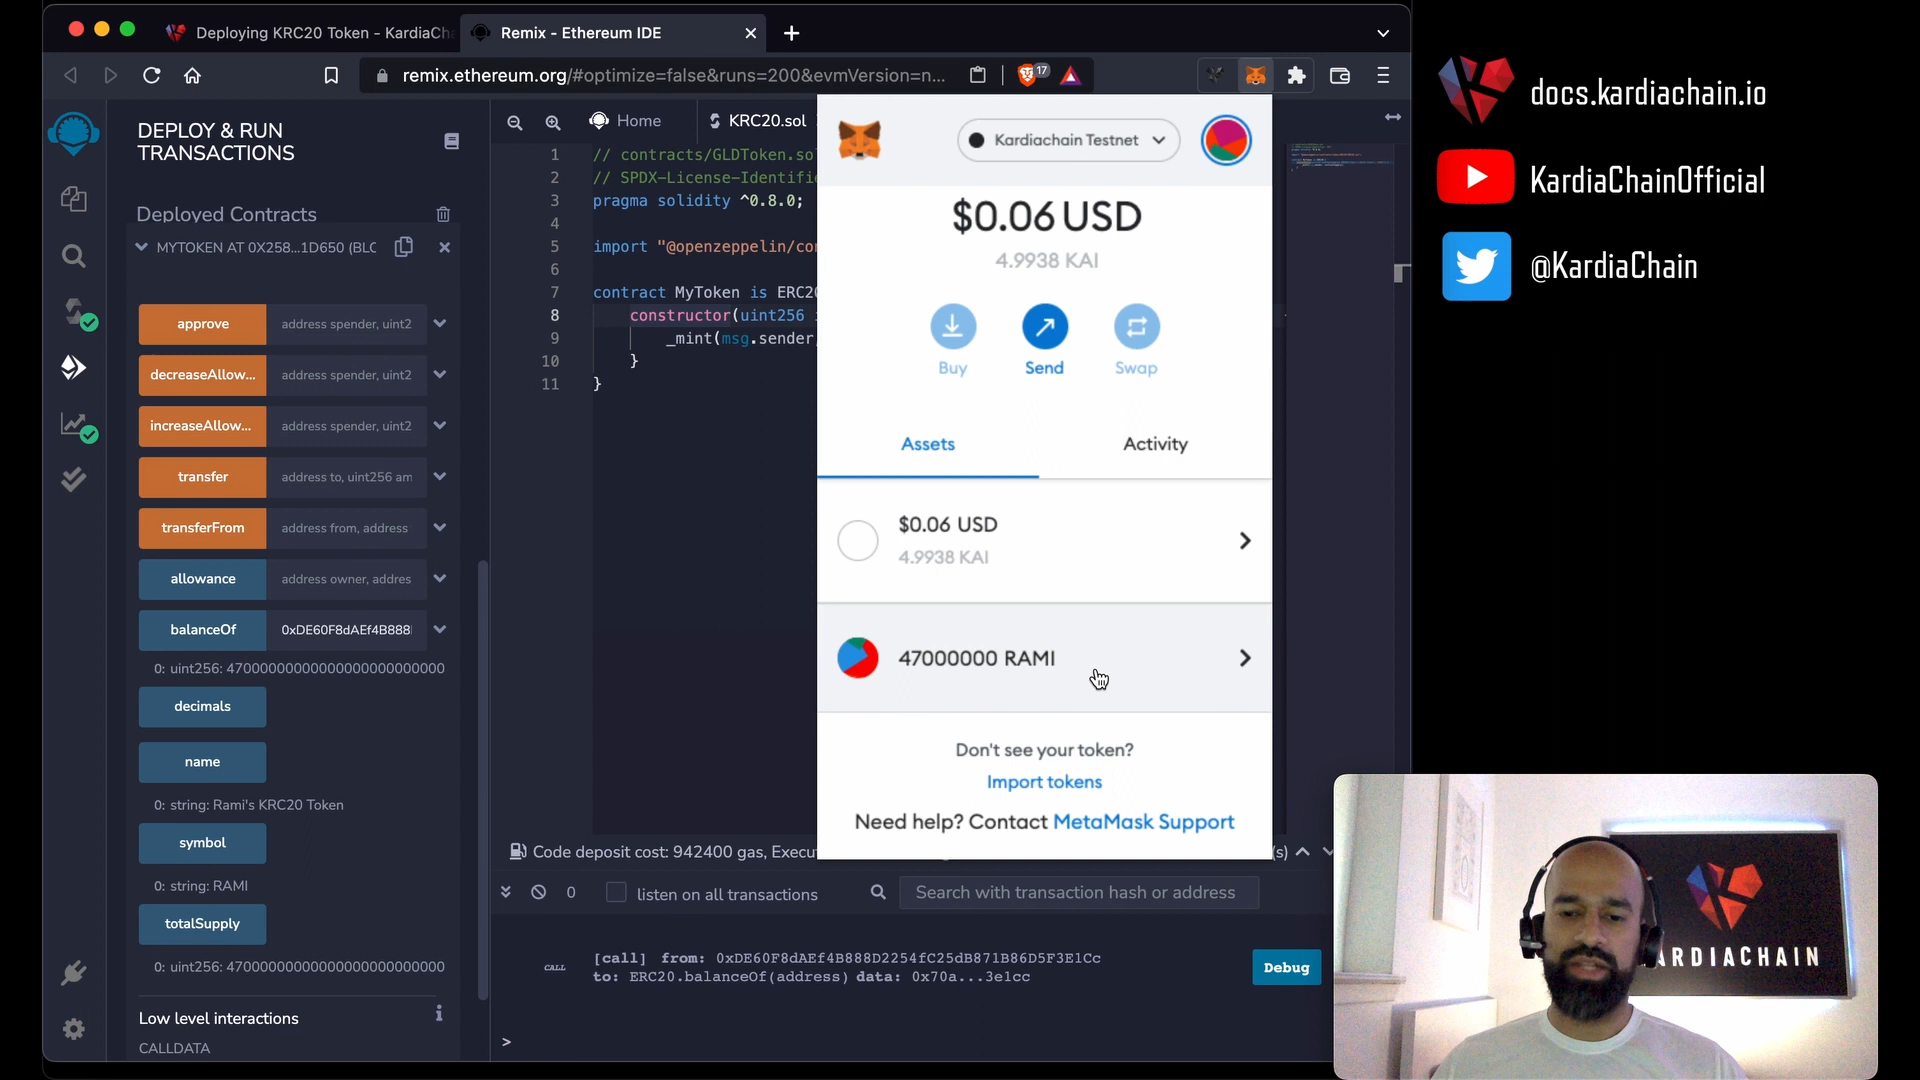 Deploying KRC20 Token - KardiaCha
Remix - Ethereum IDE
remix.ethereum.org/#optimize=false&runs=200&evmVersion=n...
17
DEPLOY & RUN
TRANSACTIONS
Deployed Contracts
MYTOKEN AT 0X258...1D650 (BLC
approve
address spender, uint2
decreaseAllow...
address spender, uint2
increaseAllow...
address spender, uint2
transfer
address to, uint256 am
transferFrom
address from, address
allowance
address owner, addres
balanceOf
0xDE60F8dAEf4B888
0: uint256: 47000000000000000000000000
decimals
name
0: string: Rami's KRC20 Token
symbol
0: string: RAMI
totalSupply
0: uint256: 47000000000000000000000000
Low level interactions
CALLDATA
Home
KRC20.sol
1 // contracts/GLDToken.sol
2 // SPDX-License-Identifie
3 pragma solidity ^0.8.0;
4
5 import "@openzeppelin/con
6
7 contract MyToken is ERC20
8 constructor(uint256
9 _mint(msg.sender,
10 }
11 }
Kardiachain Testnet
$0.06 USD
4.9938 KAI
Buy
Send
Swap
Assets
Activity
$0.06 USD
4.9938 KAI
47000000 RAMI
Don't see your token?
Import tokens
Need help? Contact MetaMask Support
Code deposit cost: 942400 gas, Execu
(s)
0
listen on all transactions
Search with transaction hash or address
CALL
[call] from: 0xDE60F8dAEf4B888D2254fC25dB871B86D5F3E1Cc
to: ERC20.balanceOf(address) data: 0x70a...3e1cc
Debug
>
docs.kardiachain.io
KardiaChainOfficial
@KardiaChain
ARDIACHAIN